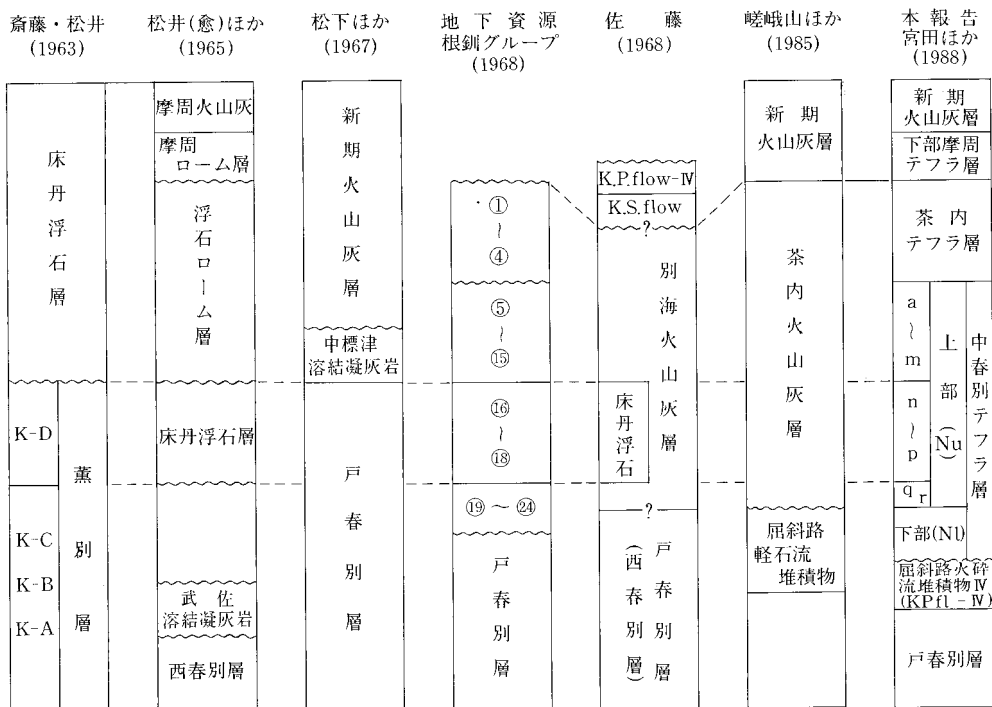 斎藤・松井
(1963)
床丹浮石層
K-D
K-C
K-B
K-A
薫別層
松井(愈)ほか
(1965)
摩周火山灰
摩周
ローム層
浮石ローム層
床丹浮石層
武佐
溶結凝灰岩
西春別層
松下ほか
(1967)
新期火山灰層
中標津
溶結凝灰岩
戸春別層
地下資源
根釧グループ
(1968)
①
~
④
⑤
~
⑮
⑯
~
⑱
⑲~㉔
戸春別層
佐藤
(1968)
K.P.flow-Ⅳ
K.S.flow
?
別海火山灰層
床丹浮石
?
戸春別層
(西春別層)
嵯峨山ほか
(1985)
新期
火山灰層
茶内火山灰層
屈斜路
軽石流
堆積物
本報告
宮田ほか
(1988)
新期
火山灰層
下部摩周
テフラ層
茶内
テフラ層
a~m
n~p
q r
上部(Nu)
中春別テフラ層
下部(Nl)
屈斜路火砕
流堆積物Ⅳ
(KPfl-Ⅳ)
戸春別層